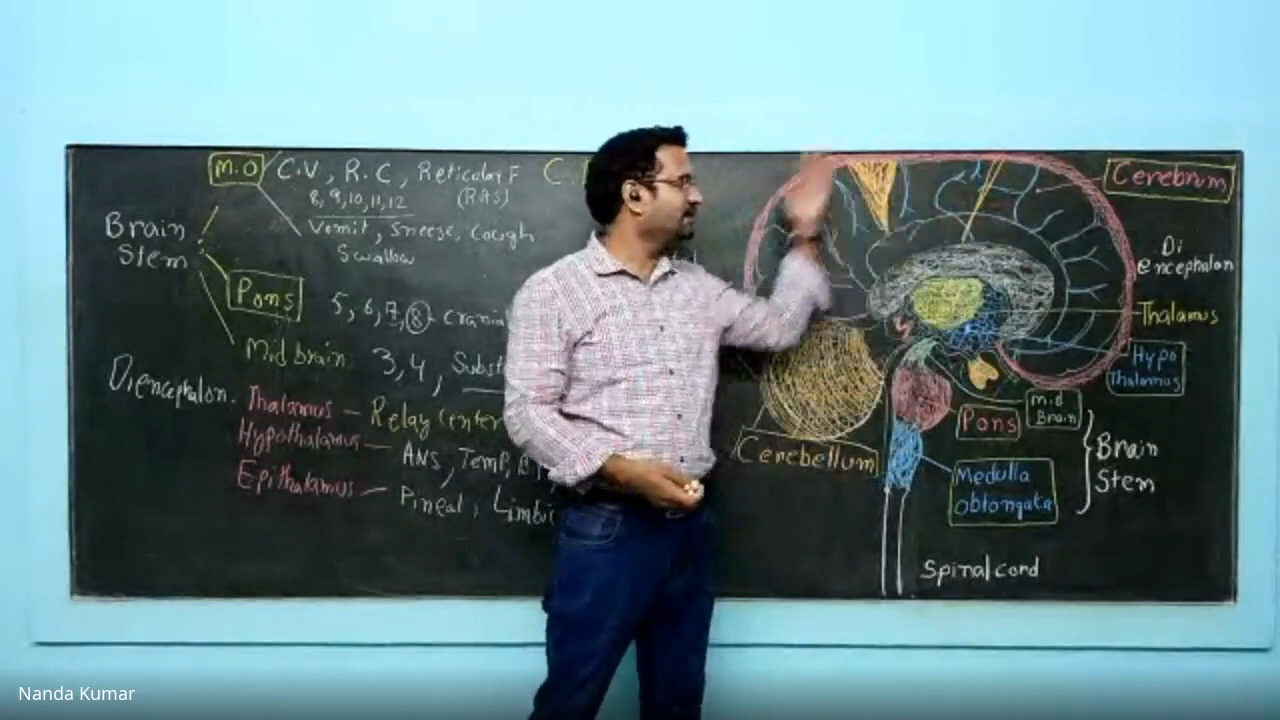 M.O C.V, R.C, Reticular F C.
8, 9, 10, 11, 12 (RAS)
Vomit, Sneeze, Cough
Swallow
Brain
Stem
Pons
5, 6, 7, 8 - Cranial
Mid brain 3, 4, Subst
Diencephalon.
Thalamus - Relay Center
Hypothalamus - ANS, Temp,
Epithalamus - Pineal, Limbic
Cerebrum
Di
encephalon
Thalamus
Hypo
Thalamus
Mid
Brain
Pons
Brain
Stem
Cerebellum
Medulla
oblongata
Spinal cord
Nanda Kumar